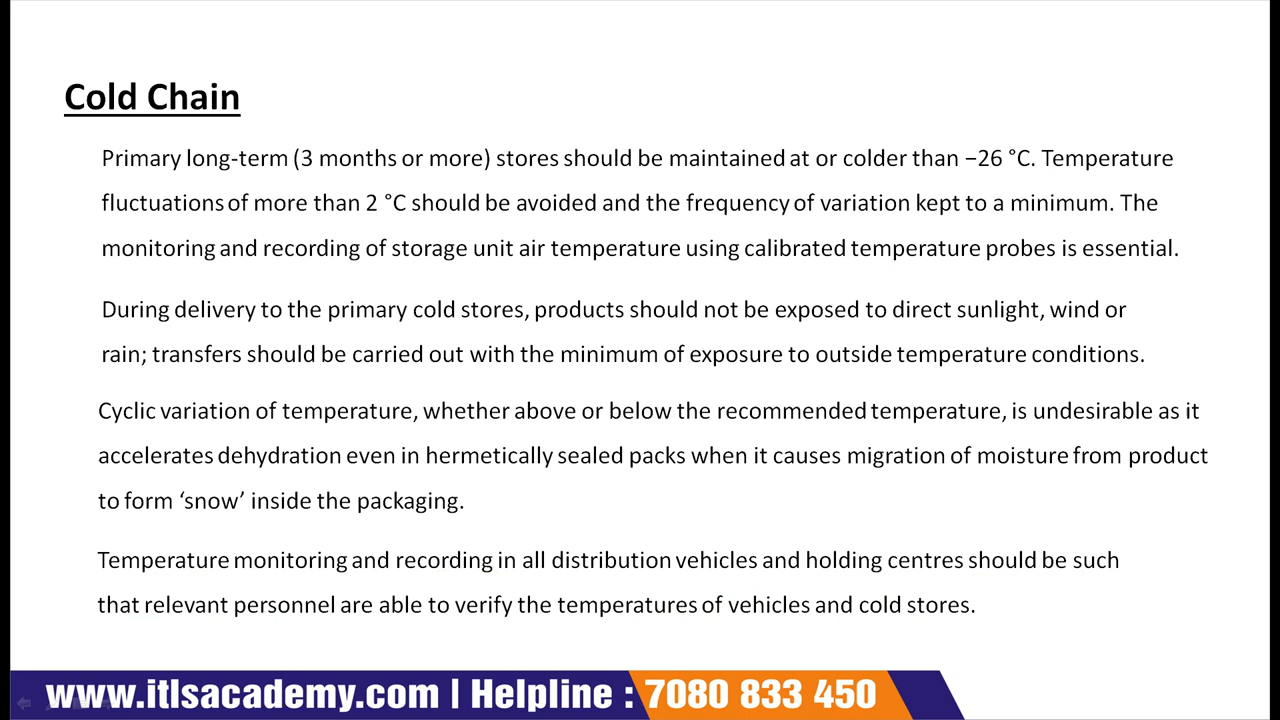 Cold Chain
Primary long-term (3 months or more) stores should be maintained at or colder than −26 °C. Temperature
fluctuations of more than 2 °C should be avoided and the frequency of variation kept to a minimum. The
monitoring and recording of storage unit air temperature using calibrated temperature probes is essential.
During delivery to the primary cold stores, products should not be exposed to direct sunlight, wind or
rain; transfers should be carried out with the minimum of exposure to outside temperature conditions.
Cyclic variation of temperature, whether above or below the recommended temperature, is undesirable as it
accelerates dehydration even in hermetically sealed packs when it causes migration of moisture from product
to form ‘snow’ inside the packaging.
Temperature monitoring and recording in all distribution vehicles and holding centres should be such
that relevant personnel are able to verify the temperatures of vehicles and cold stores.
www.itlsacademy.com | Helpline : 7080 833 450